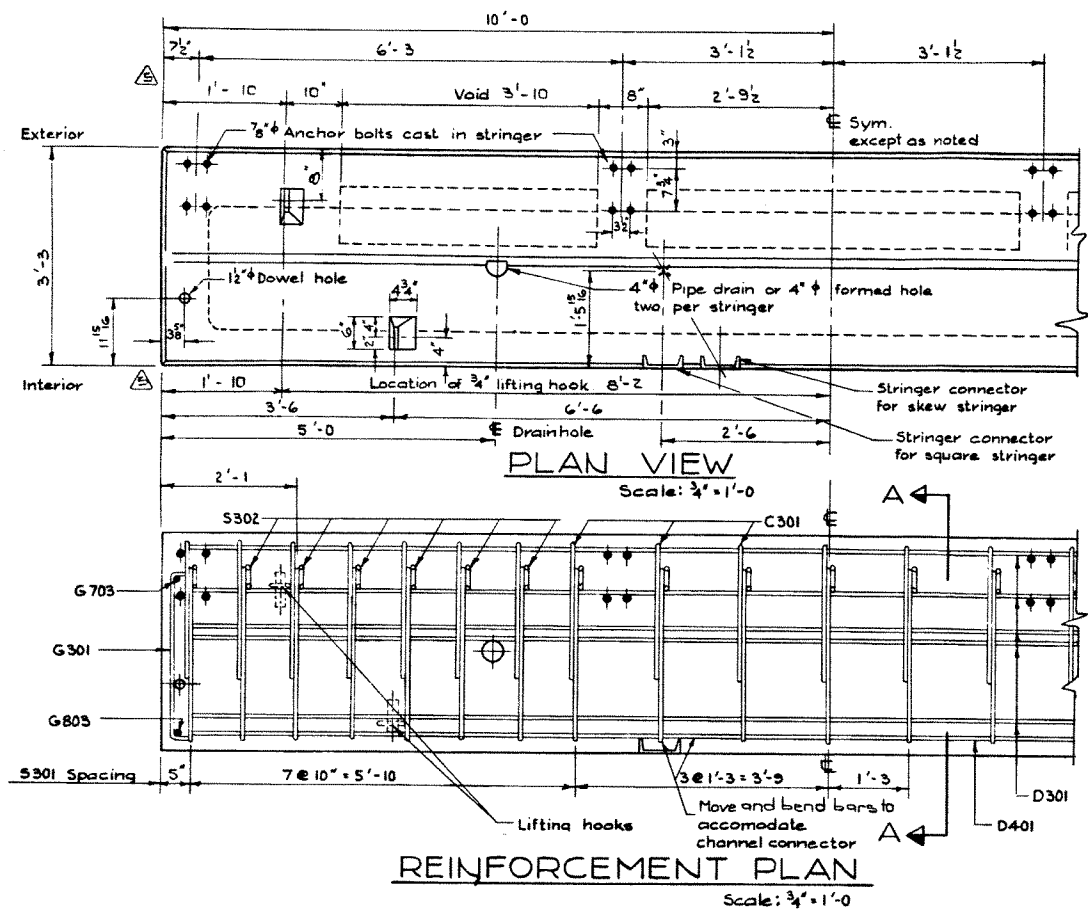 10'-0
7½"
6'-3
3'-1½
3'-1½
1'-10
10"
Void 3'-10
8"
2'-9½
℄ Sym.
except as noted
Exterior
⅞"ϕ Anchor bolts cast in stringer
3"
8"
7¾"
3½"
3'-3
1½"ϕ Dowel hole
4"ϕ Pipe drain or 4"ϕ formed hole
two per stringer
4¾"
1'-5 15/16
11 15/16
3⅝"
6"
2"
4"
4"
Interior
1'-10
Location of ¾" lifting hook 8'-2
Stringer connector
for skew stringer
3'-6
6'-6
5'-0
℄ Drainhole
2'-6
Stringer connector
for square stringer
PLAN VIEW
Scale: ¾" = 1'-0
2'-1
A
℄
S302
C301
G703
G301
G803
S301 Spacing
5"
7 @ 10" = 5'-10
3 @ 1'-3 = 3'-9
℄
1'-3
D301
Lifting hooks
Move and bend bars to
accomodate
channel connector
A
D401
REINFORCEMENT PLAN
Scale: ¾" = 1'-0